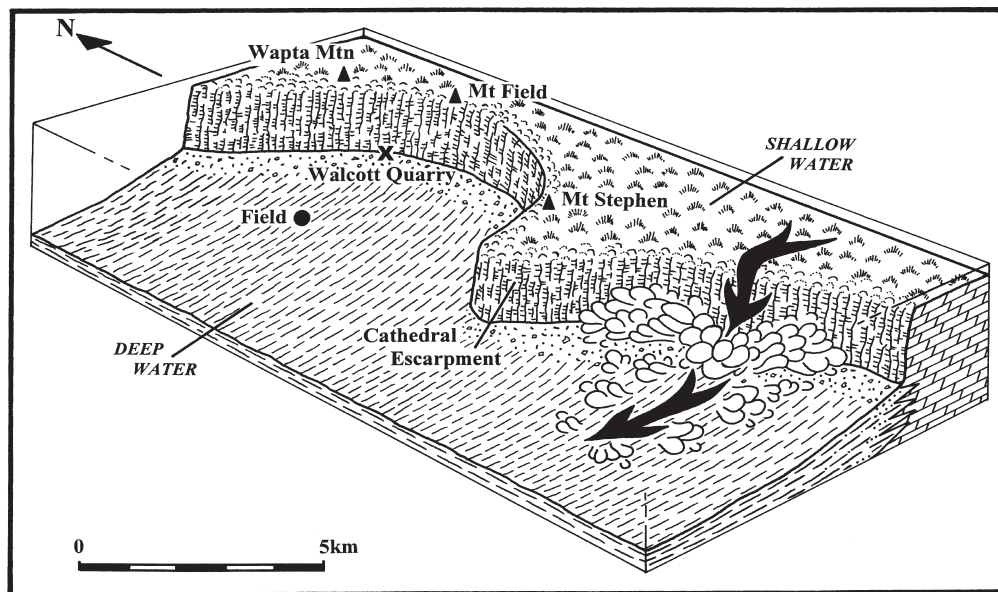 N
Wapta Mtn
Mt Field
SHALLOW
WATER
Walcott Quarry
Mt Stephen
Field
Cathedral
Escarpment
DEEP
WATER
0
5km